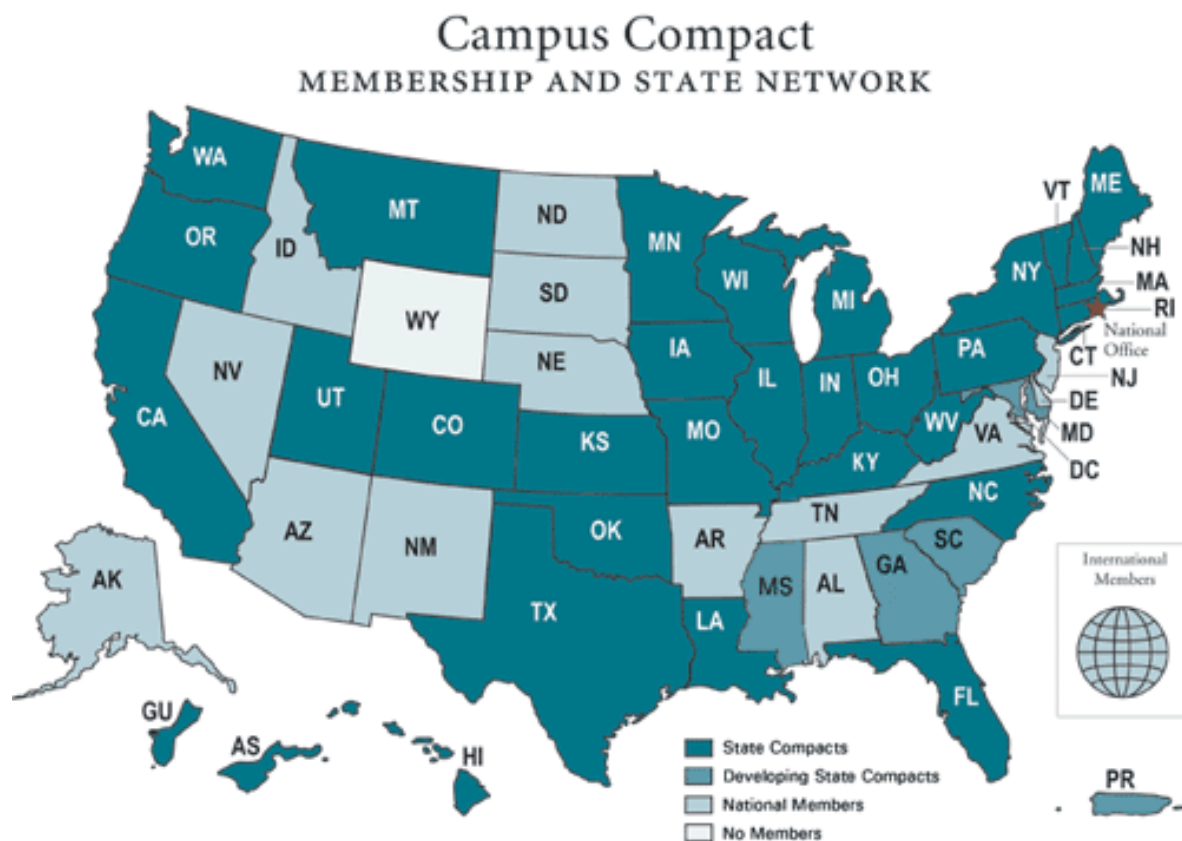 Campus Compact
MEMBERSHIP AND STATE NETWORK
WA
MT
ND
MN
VT
ME
OR
ID
SD
WI
MI
NY
NH
MA
RI
National
Office
WY
NE
IA
PA
CT
NJ
NV
UT
CO
KS
MO
IL
IN
OH
WV
VA
DE
MD
DC
CA
KY
NC
AZ
NM
OK
AR
TN
SC
AK
TX
LA
MS
AL
GA
FL
International
Members
GU
AS
HI
State Compacts
Developing State Compacts
National Members
No Members
PR